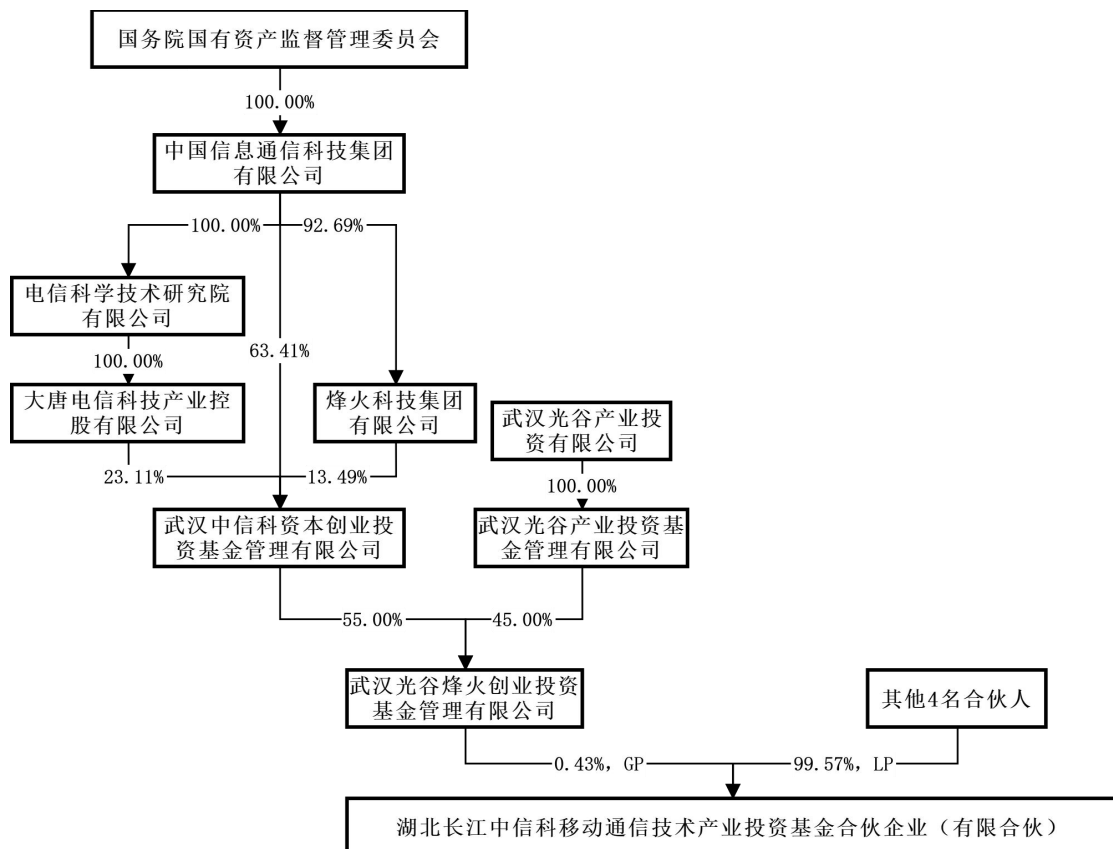 国务院国有资产监督管理委员会
100.00%
中国信息通信科技集团
有限公司
100.00%
92.69%
电信科学技术研究院
有限公司
63.41%
100.00%
大唐电信科技产业控
股有限公司
烽火科技集团
有限公司
武汉光谷产业投
资有限公司
23.11%
13.49%
100.00%
武汉中信科资本创业投
资基金管理有限公司
武汉光谷产业投资基
金管理有限公司
55.00%
45.00%
武汉光谷烽火创业投资
基金管理有限公司
其他4名合伙人
0.43%, GP
99.57%, LP
湖北长江中信科移动通信技术产业投资基金合伙企业（有限合伙）